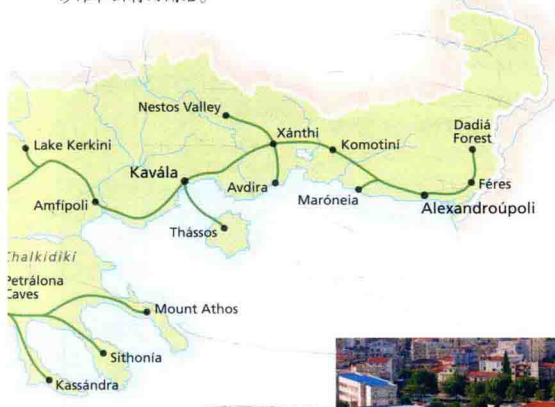 Nestos Valley
Xánthi
Komotiní
Dadiá
Forest
Lake Kerkini
Kavála
Avdira
Maróneia
Féres
Alexandroúpoli
Amfípoli
Thássos
Chalkidikí
Petrálona
Caves
Mount Athos
Sithonía
Kassándra